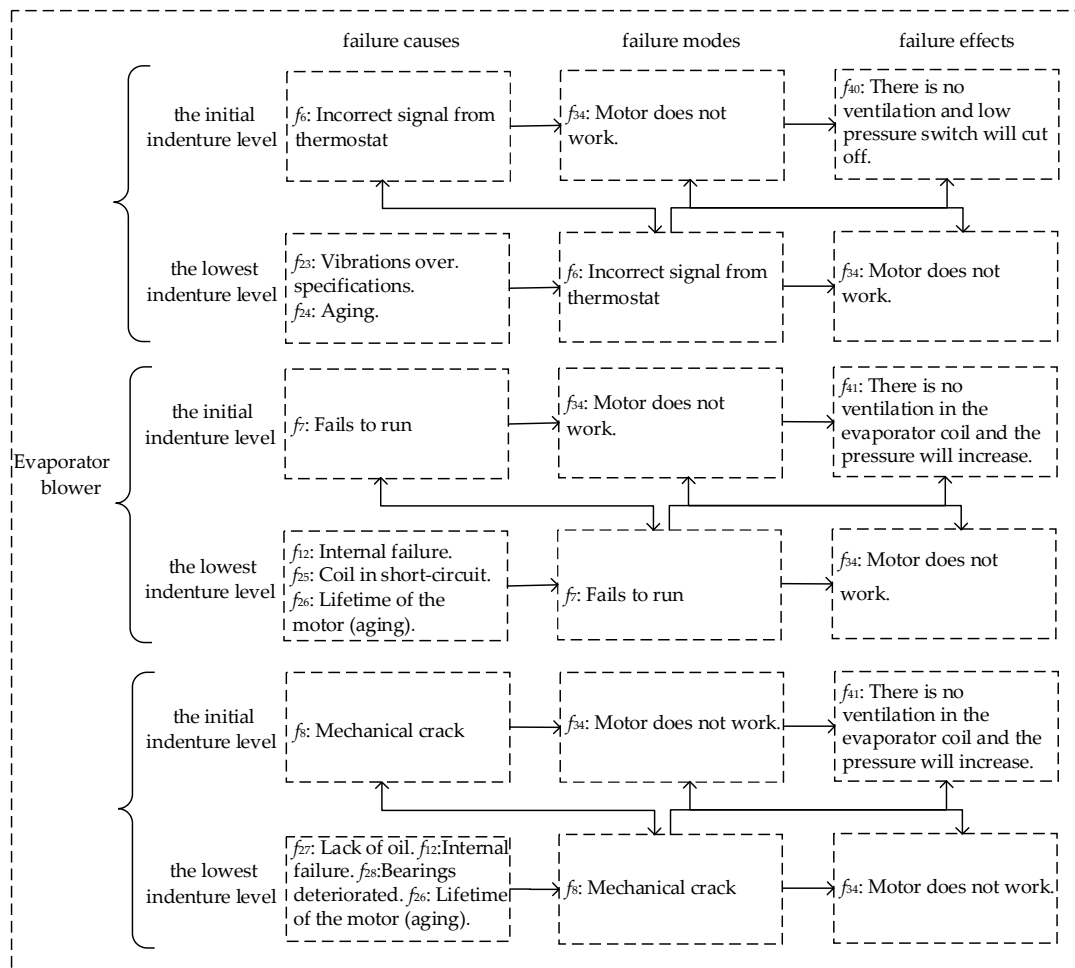 failure causes
failure modes
failure effects
the initial
indenture level
f6: Incorrect signal from
thermostat
f34: Motor does not
work.
f40: There is no
ventilation and low
pressure switch will cut
off.
the lowest
indenture level
f23: Vibrations over.
specifications.
f24: Aging.
f6: Incorrect signal from
thermostat
f34: Motor does not
work.
Evaporator
blower
the initial
indenture level
f7: Fails to run
f34: Motor does not
work.
f41: There is no
ventilation in the
evaporator coil and the
pressure will increase.
the lowest
indenture level
f12: Internal failure.
f25: Coil in short-circuit.
f26: Lifetime of the
motor (aging).
f7: Fails to run
f34: Motor does not
work.
the initial
indenture level
f8: Mechanical crack
f34: Motor does not work.
f41: There is no
ventilation in the
evaporator coil and the
pressure will increase.
the lowest
indenture level
f27: Lack of oil. f12:Internal
failure. f28:Bearings
deteriorated. f26: Lifetime
of the motor (aging).
f8: Mechanical crack
f34: Motor does not work.